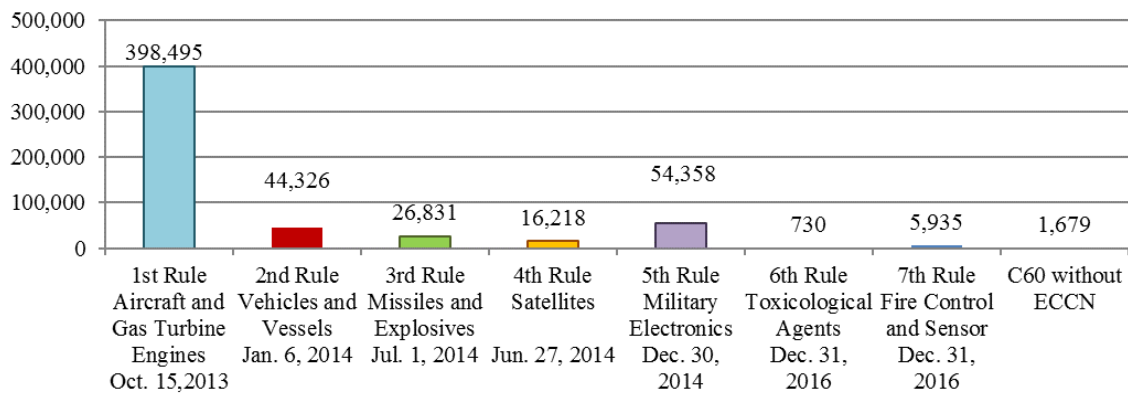 500,000
400,000
300,000
200,000
100,000
0
398,495
44,326
26,831
16,218
54,358
730
5,935
1,679
1st Rule
Aircraft and
Gas Turbine
Engines
Oct. 15,2013
2nd Rule
Vehicles and
Vessels
Jan. 6, 2014
3rd Rule
Missiles and
Explosives
Jul. 1, 2014
4th Rule
Satellites
Jun. 27, 2014
5th Rule
Military
Electronics
Dec. 30,
2014
6th Rule
Toxicological
Agents
Dec. 31,
2016
7th Rule
Fire Control
and Sensor
Dec. 31,
2016
C60 without
ECCN